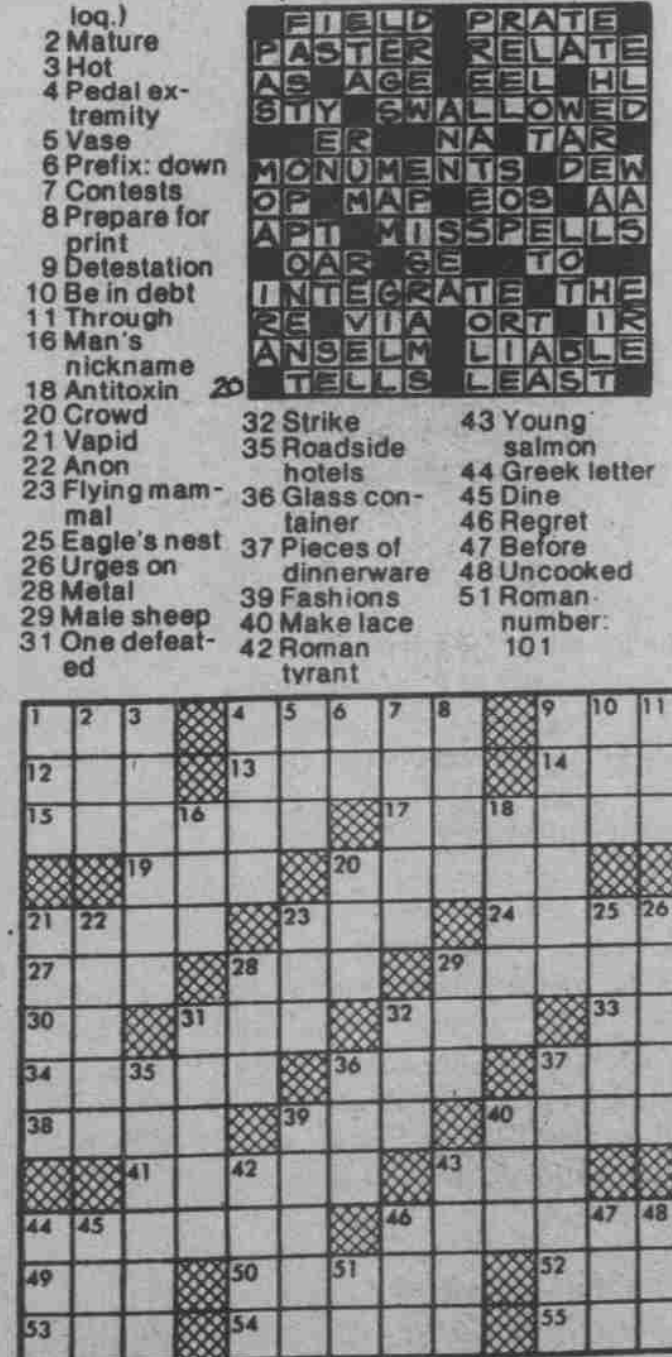 loq.)
2 Mature
3 Hot
4 Pedal ex-
tremity
5 Vase
6 Prefix: down
7 Contests
8 Prepare for
print
9 Detestation
10 Be in debt
11 Through
16 Man's
nickname
18 Antitoxin
20 Crowd
21 Vapid
22 Anon
23 Flying mam-
mal
25 Eagle's nest
26 Urges on
28 Metal
29 Male sheep
31 One defeat-
ed
FIELD PRATE
PASTER RELATE
AS AGE EEL HL
STY SWALLOWED
ER NA TAR
MONUMENTS DEW
OP MAP EOS AA
APT MISSPELLS
OAR GE TO
INTEGRATE THE
RE VIA ORT IR
ANSELM LIABLE
20 TELLS LEAST
32 Strike
35 Roadside
hotels
36 Glass con-
tainer
37 Pieces of
dinnerware
39 Fashions
40 Make lace
42 Roman
tyrant
43 Young
salmon
44 Greek letter
45 Dine
46 Regret
47 Before
48 Uncooked
51 Roman
number:
101
1 2 3 4 5 6 7 8 9 10 11
12 13 14
15 16 17 18
19 20
21 22 23 24 25 26
27 28 29
30 31 32 33
34 35 36 37
38 39 40
41 42 43
44 45 46 47 48
49 50 51 52
53 54 55